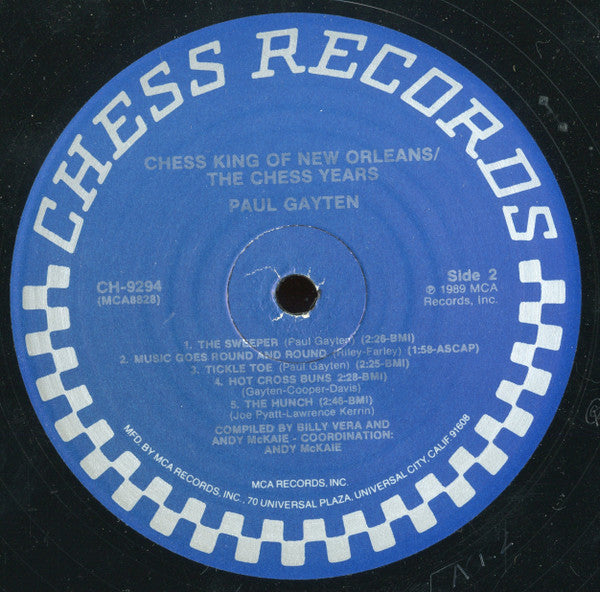 CHESS RECORDS
CHESS KING OF NEW ORLEANS/
THE CHESS YEARS
PAUL GAYTEN
CH-9294
(MCA8828)
Side 2
℗ 1989 MCA
Records, Inc.
1. THE SWEEPER (Paul Gayten) (2:26-BMI)
2. MUSIC GOES ROUND AND ROUND (Riley-Farley) (1:58-ASCAP)
3. TICKLE TOE (Paul Gayten) (2:25-BMI)
4. HOT CROSS BUNS 2:28-BMI)
(Gayten-Cooper-Davis)
5. THE HUNCH (2:46-BMI)
(Joe Pyatt-Lawrence Kerrin)
COMPILED BY BILLY VERA AND
ANDY McKAIE - COORDINATION:
ANDY McKAIE
MCA RECORDS, INC.
MFD. BY MCA RECORDS, INC., 70 UNIVERSAL PLAZA, UNIVERSAL CITY, CALIF. 91608